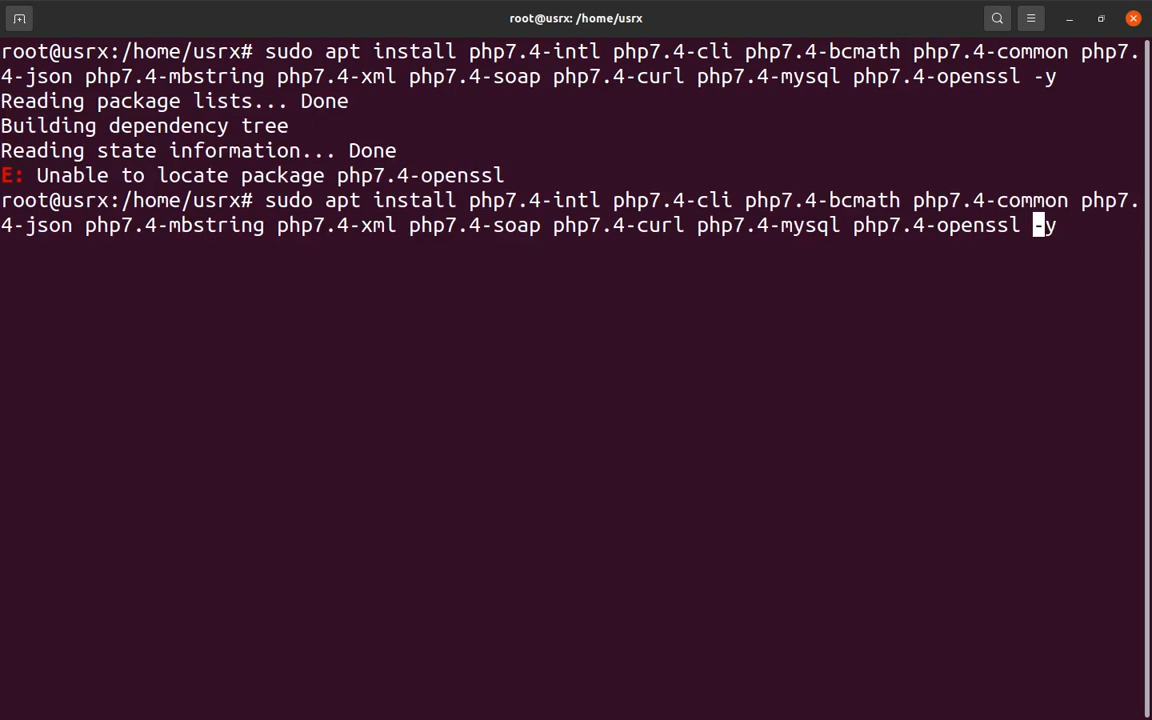 root@usrx: /home/usrx
root@usrx:/home/usrx# sudo apt install php7.4-intl php7.4-cli php7.4-bcmath php7.4-common php7.
4-json php7.4-mbstring php7.4-xml php7.4-soap php7.4-curl php7.4-mysql php7.4-openssl -y
Reading package lists... Done
Building dependency tree
Reading state information... Done
E: Unable to locate package php7.4-openssl
root@usrx:/home/usrx# sudo apt install php7.4-intl php7.4-cli php7.4-bcmath php7.4-common php7.
4-json php7.4-mbstring php7.4-xml php7.4-soap php7.4-curl php7.4-mysql php7.4-openssl -y